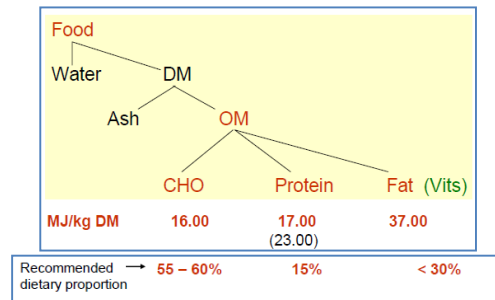 Food
Water DM
Ash OM
CHO Protein Fat (Vits)
MJ/kg DM 16.00 17.00 37.00
(23.00)
Recommended → 55 – 60% 15% < 30%
dietary proportion